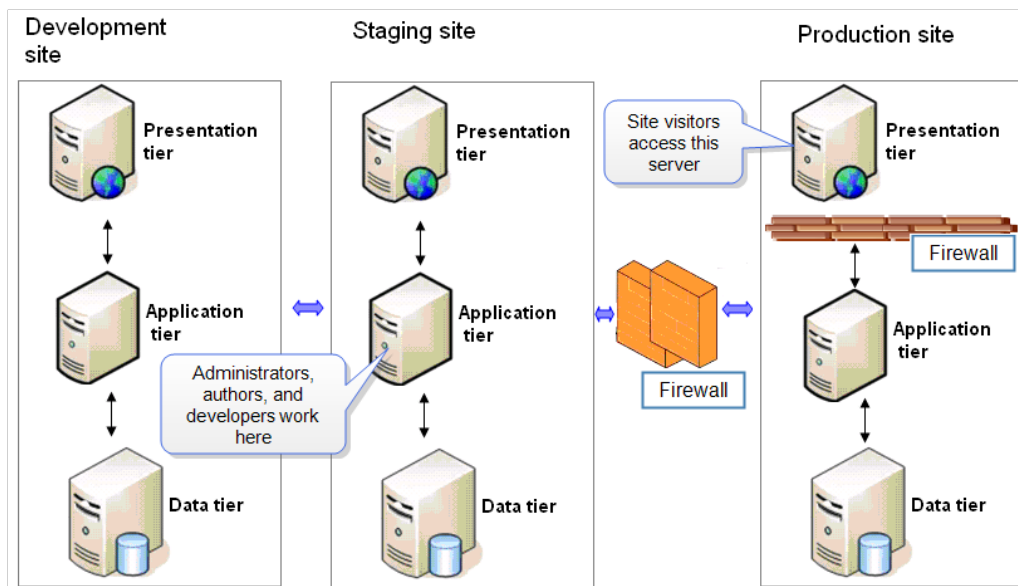 Development
site
Staging site
Production site
Presentation
tier
Presentation
tier
Site visitors
access this
server
Presentation
tier
Firewall
Application
tier
Application
tier
Application
tier
Administrators,
authors, and
developers work
here
Firewall
Data tier
Data tier
Data tier